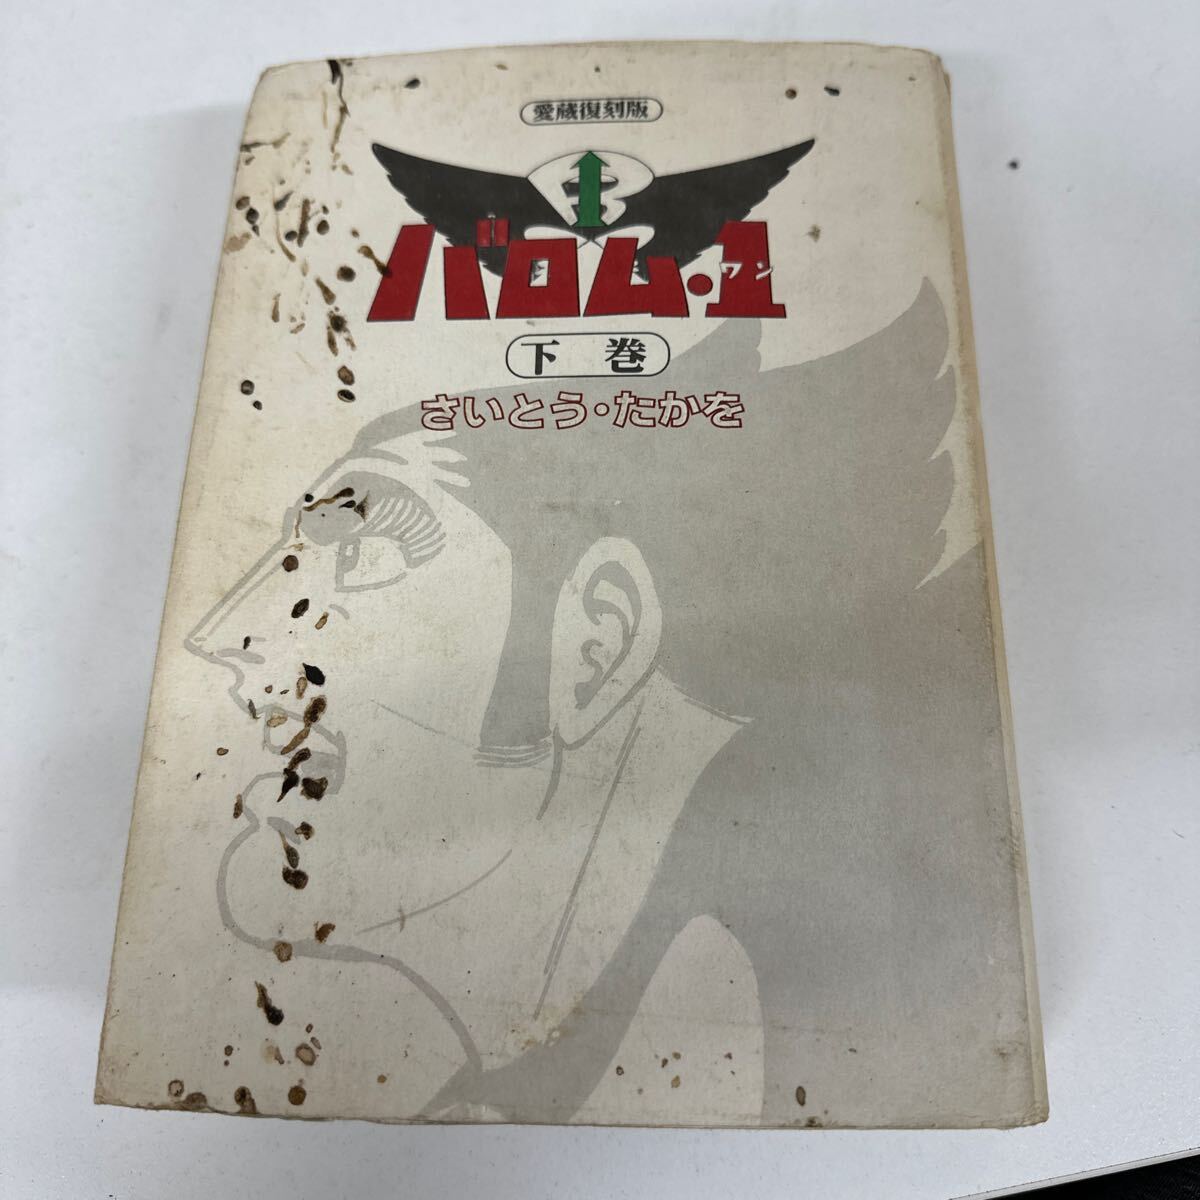 愛蔵復刻版
バロム・1
ワン
下巻
さいとう・たかを